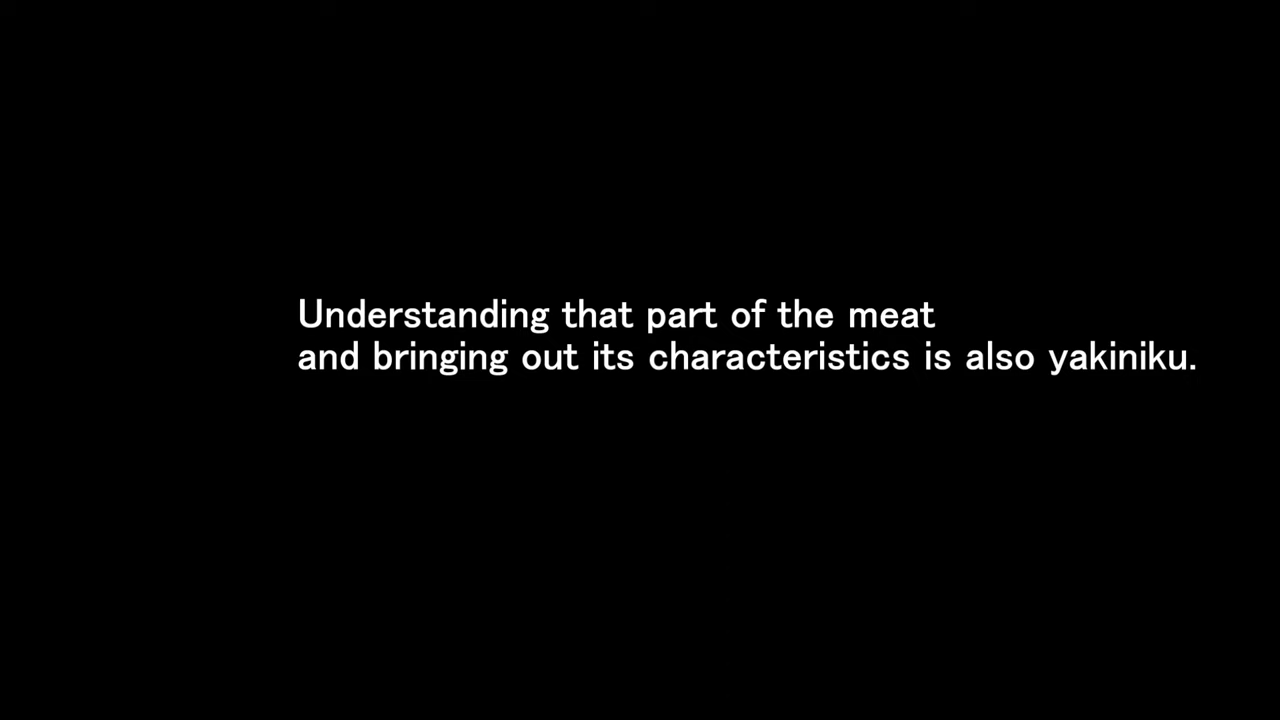 Understanding that part of the meat
and bringing out its characteristics is also yakiniku.